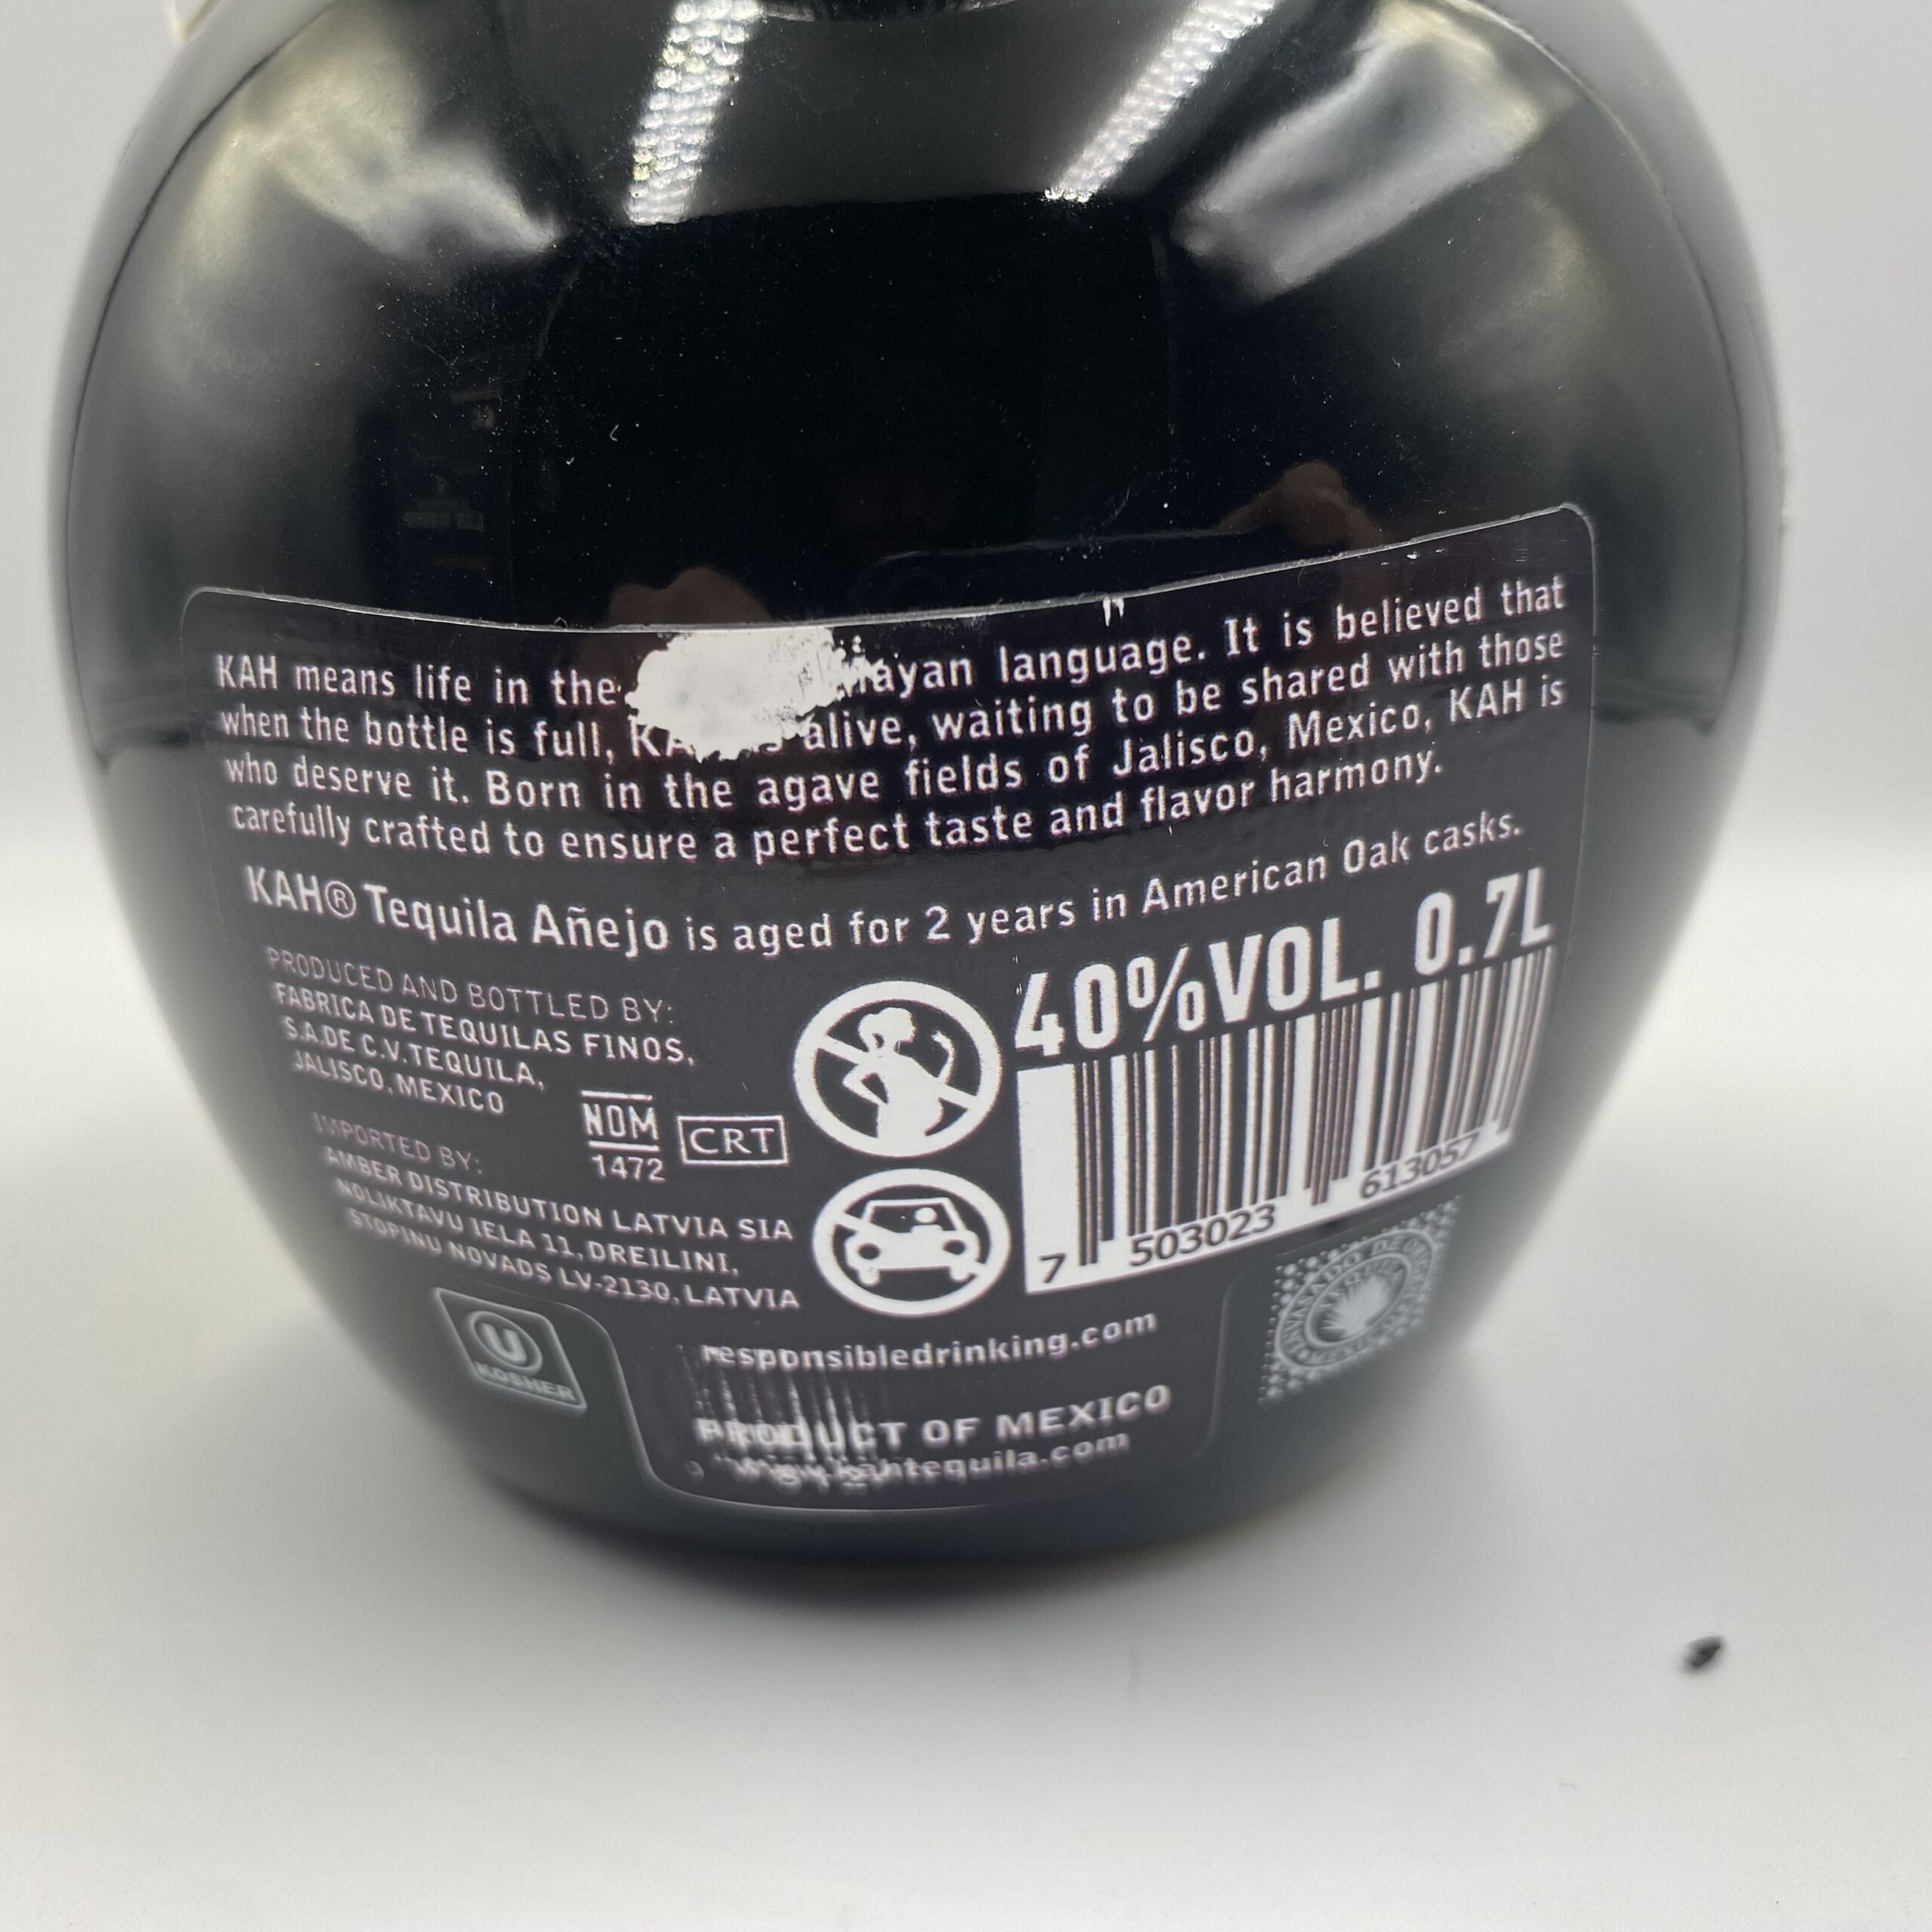 KAH means life in the ayan language. It is believed that
when the bottle is full, alive, waiting to be shared with those
who deserve it. Born in the agave fields of Jalisco, Mexico, KAH is
carefully crafted to ensure a perfect taste and flavor harmony.
KAH® Tequila Añejo is aged for 2 years in American Oak casks.
PRODUCED AND BOTTLED BY:
FABRICA DE TEQUILAS FINOS,
S.A.DE C.V.TEQUILA,
JALISCO, MEXICO
NOM
1472
CRT
IMPORTED BY:
AMBER DISTRIBUTION LATVIA SIA
NOLIKTAVU IELA 11, DREILINI,
STOPINU NOVADS LV-2130, LATVIA
40%VOL. 0.7L
7 503023 613057
U
KOSHER
responsibledrinking.com
PRODUCT OF MEXICO
kahtequila.com